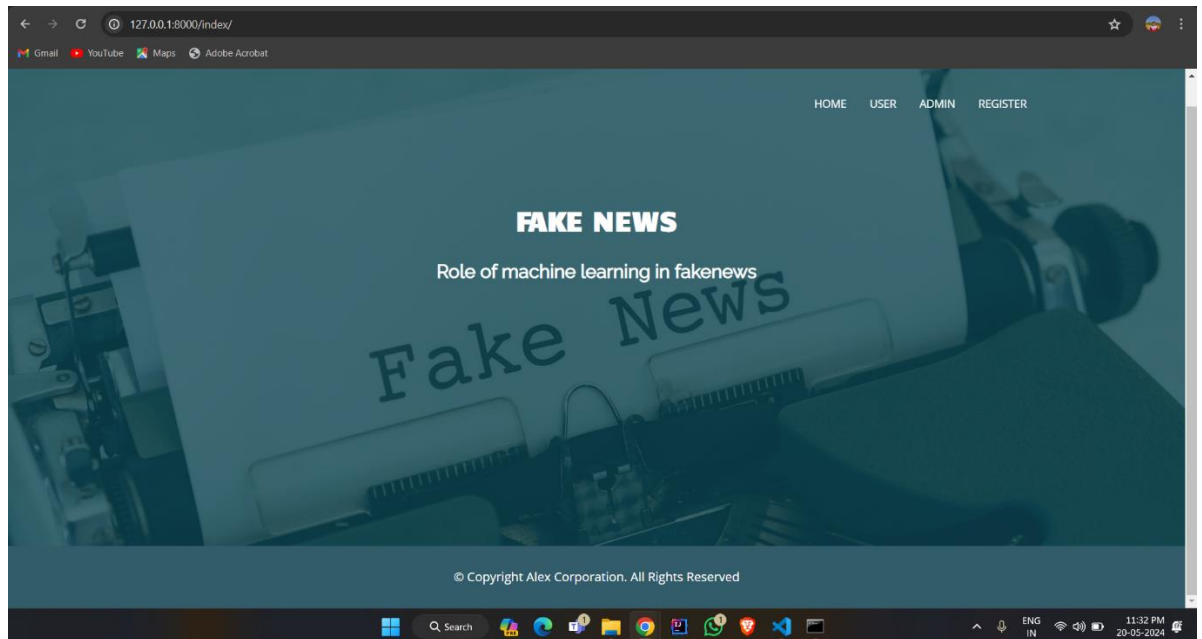 127.0.0.1:8000/index/
Gmail YouTube Maps Adobe Acrobat
HOME USER ADMIN REGISTER
FAKE NEWS
Role of machine learning in fakenews
Fake News
© Copyright Alex Corporation. All Rights Reserved
Search
ENG
IN
11:32 PM
20-05-2024